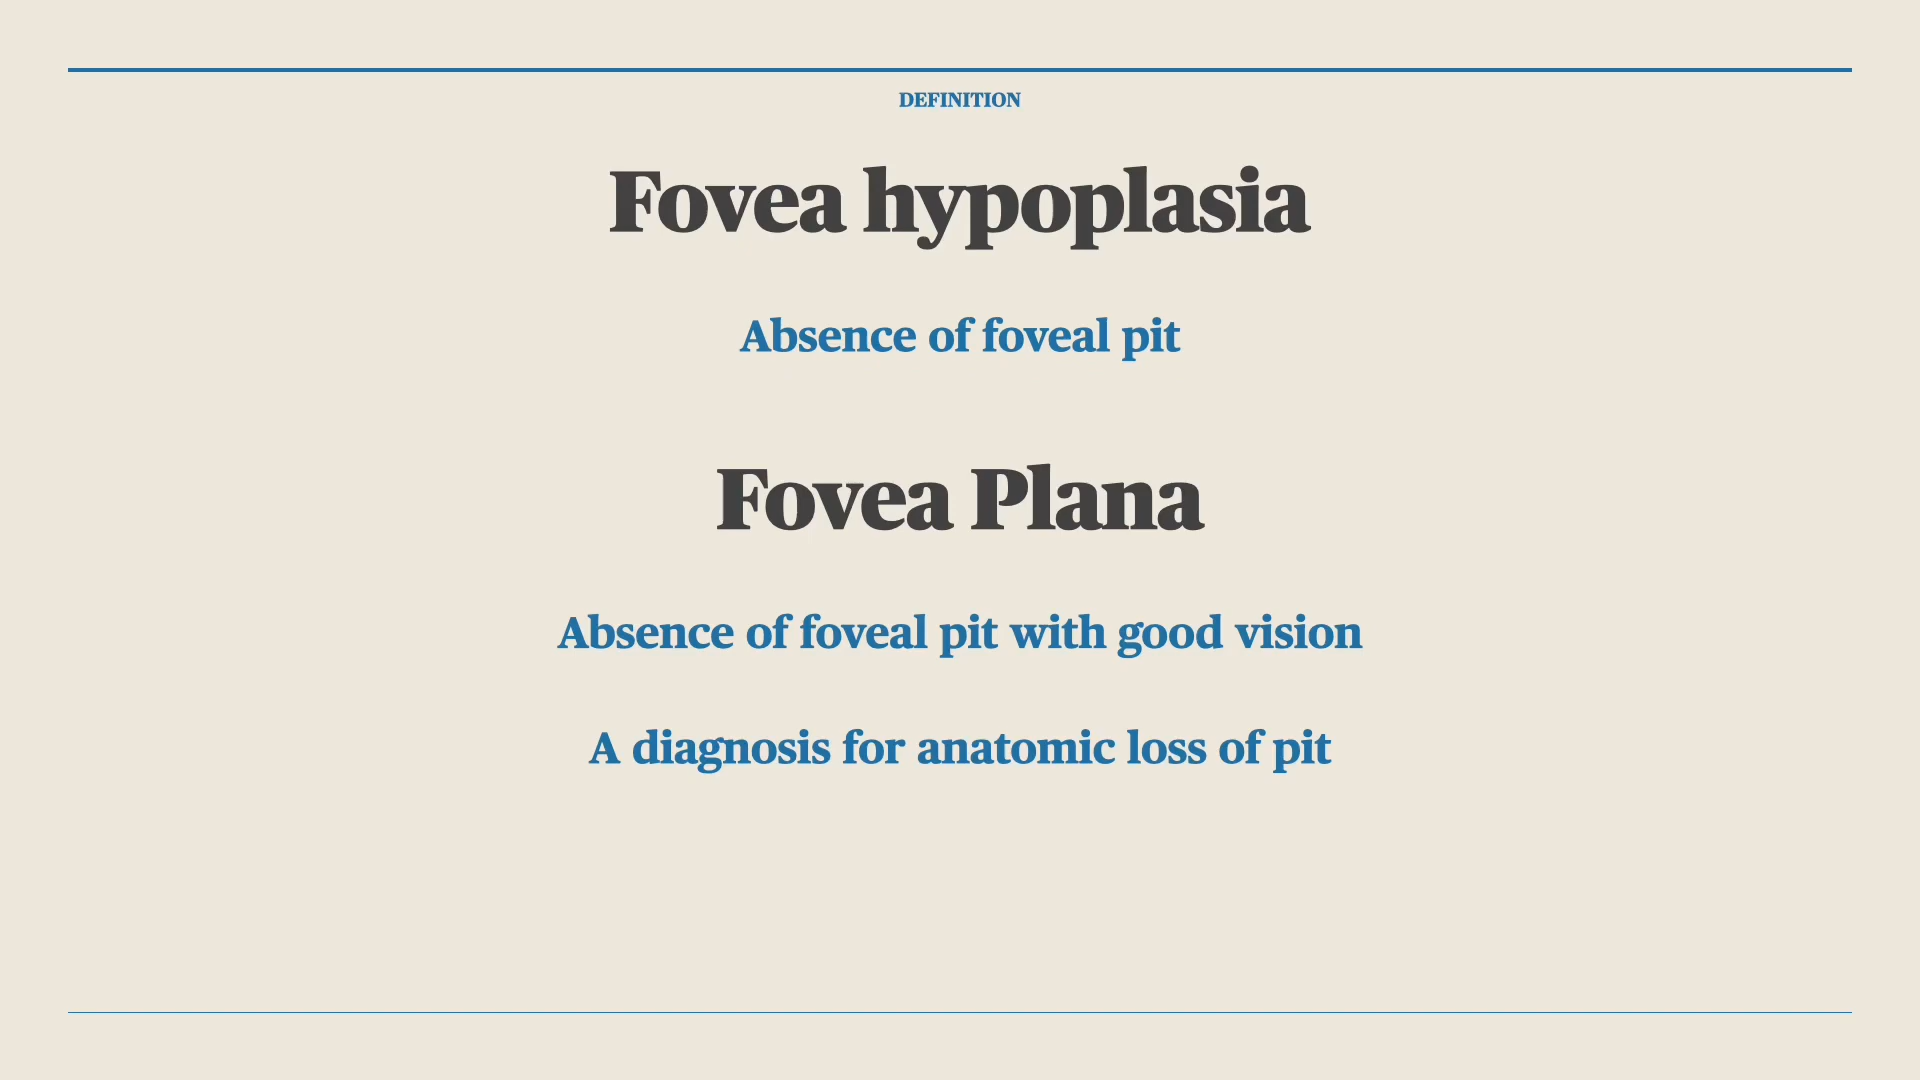 DEFINITION
Fovea hypoplasia
Absence of foveal pit
Fovea Plana
Absence of foveal pit with good vision
A diagnosis for anatomic loss of pit